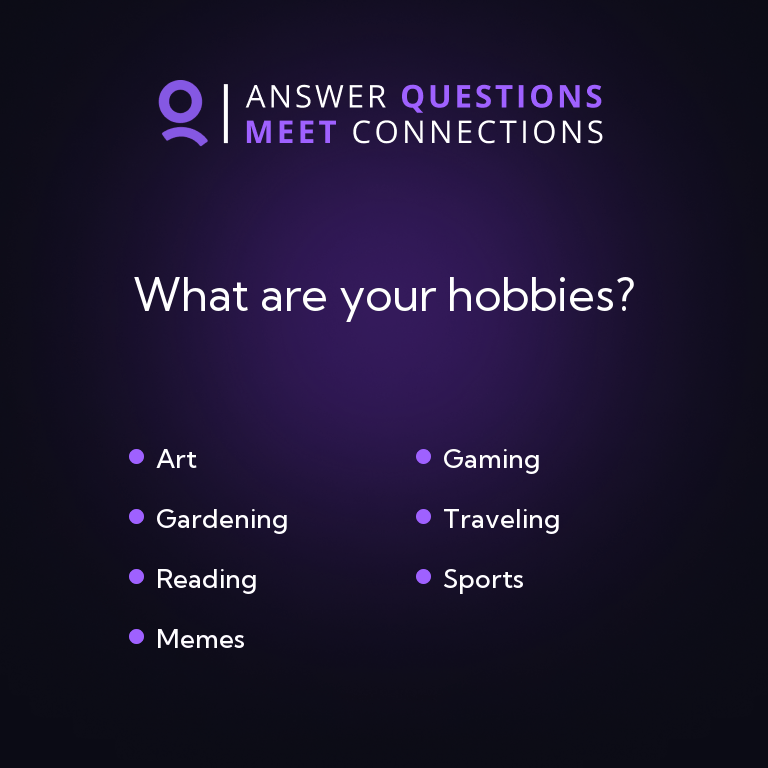 ANSWER QUESTIONS
MEET CONNECTIONS
What are your hobbies?
Art
Gardening
Reading
Memes
Gaming
Traveling
Sports